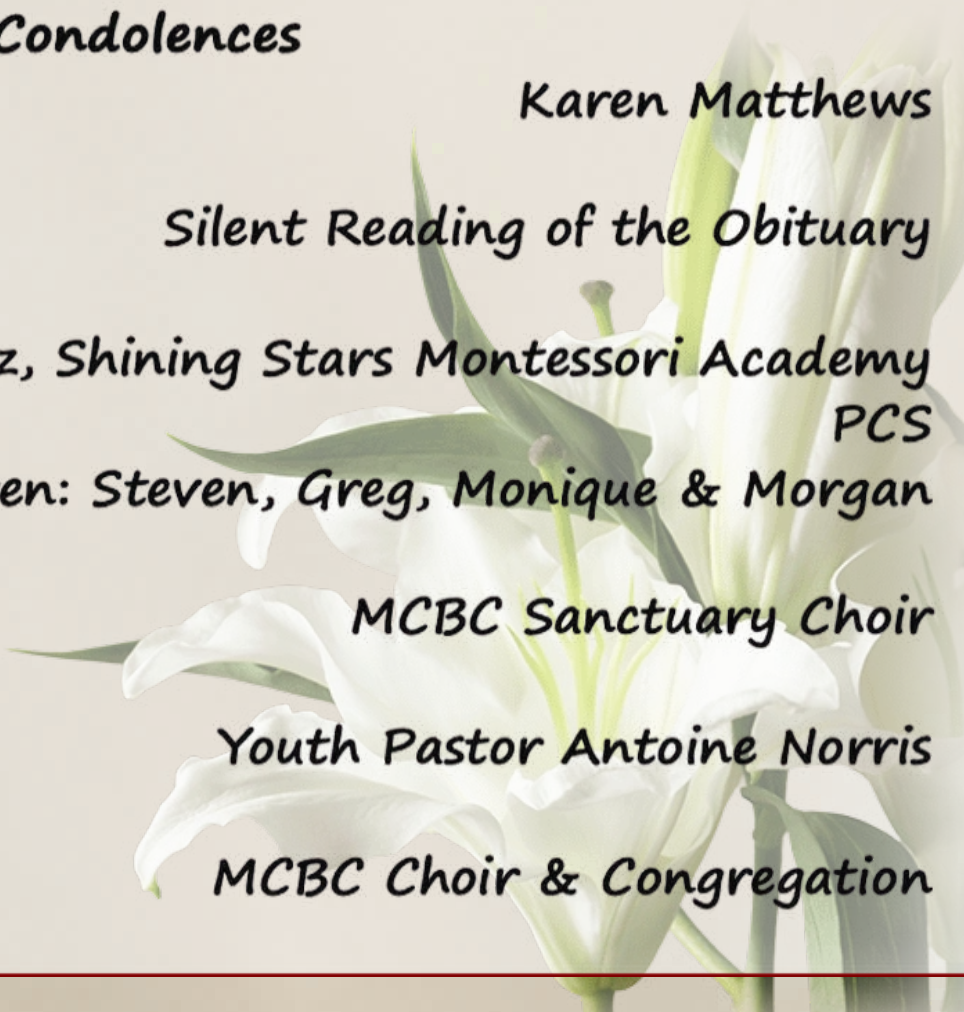 Condolences
Karen Matthews
Silent Reading of the Obituary
z, Shining Stars Montessori Academy
PCS
en: Steven, Greg, Monique & Morgan
MCBC Sanctuary Choir
Youth Pastor Antoine Norris
MCBC Choir & Congregation